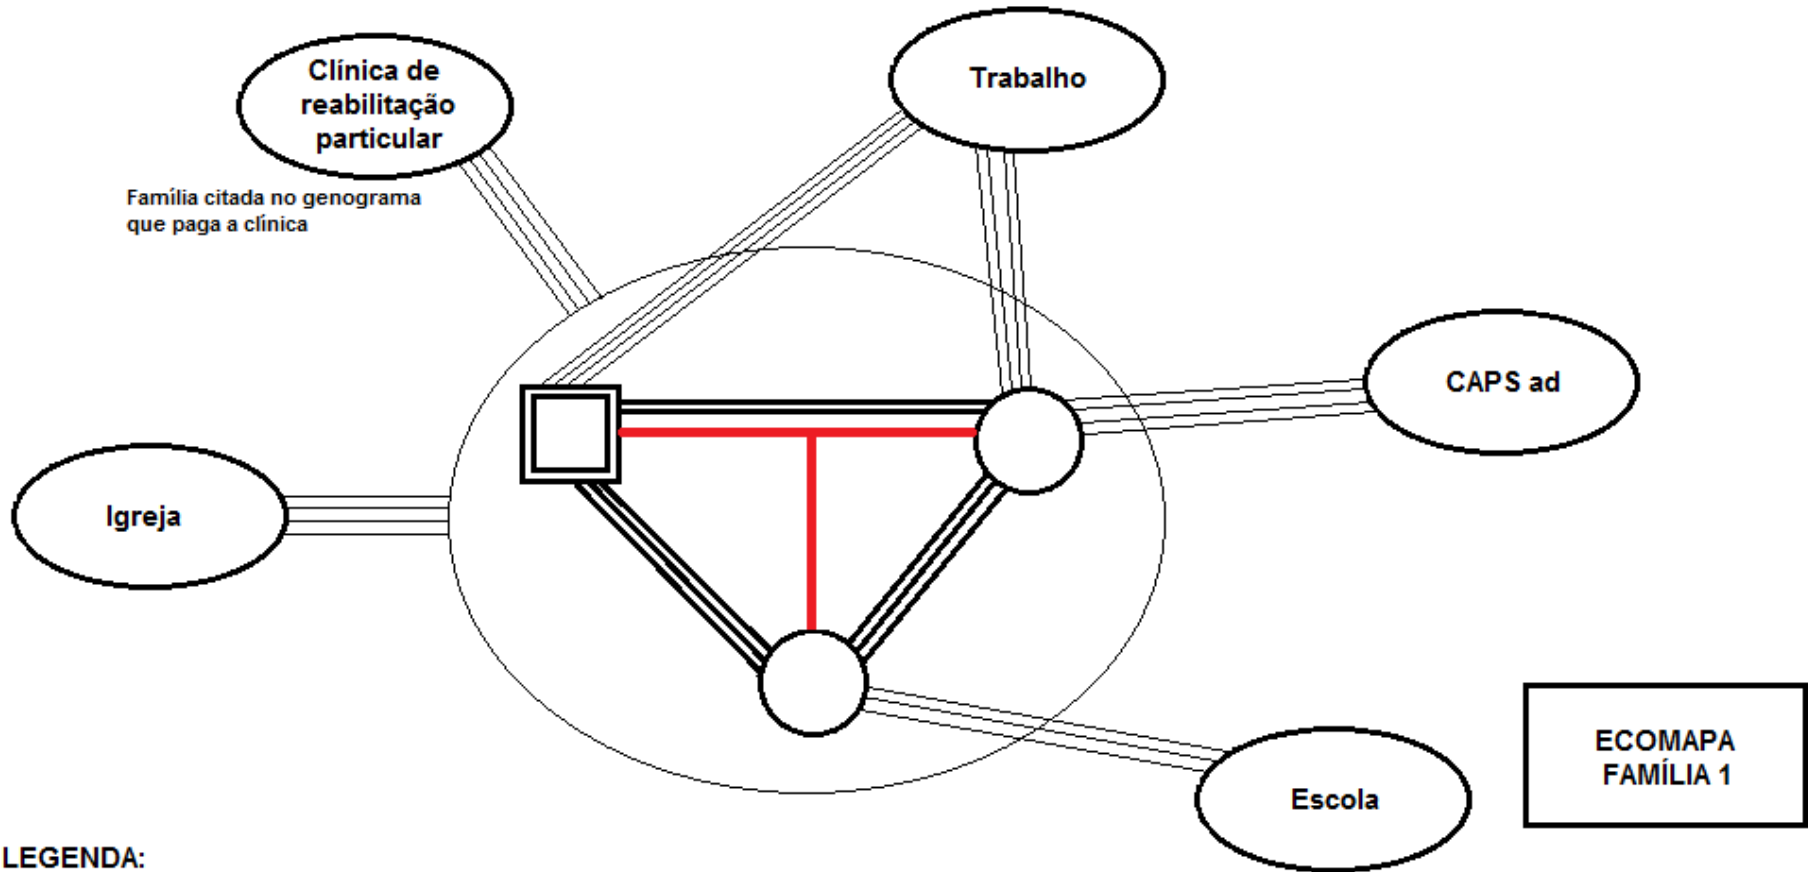 Clínica de
reabilitação
particular
Família citada no genograma
que paga a clínica
Trabalho
CAPS ad
Igreja
Escola
ECOMAPA
FAMÍLIA 1
LEGENDA: